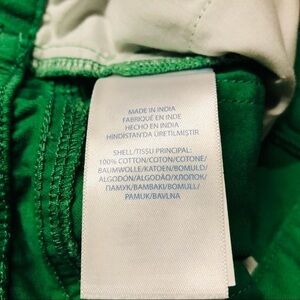 MADE IN INDIA
FABRIQUÉ EN INDE
HECHO EN INDIA
HINDISTAN'DA ÜRETILMIŞTIR
SHELL/TISSU PRINCIPAL:
100% COTTON/COTON/COTONE/
BAUMWOLLE/KATOEN/BOMULD/
ALGODÓN/ALGODÃO/ХЛОПОК/
ПАМУК/BAMBAKI/BOMULL/
PAMUK/BAVLNA